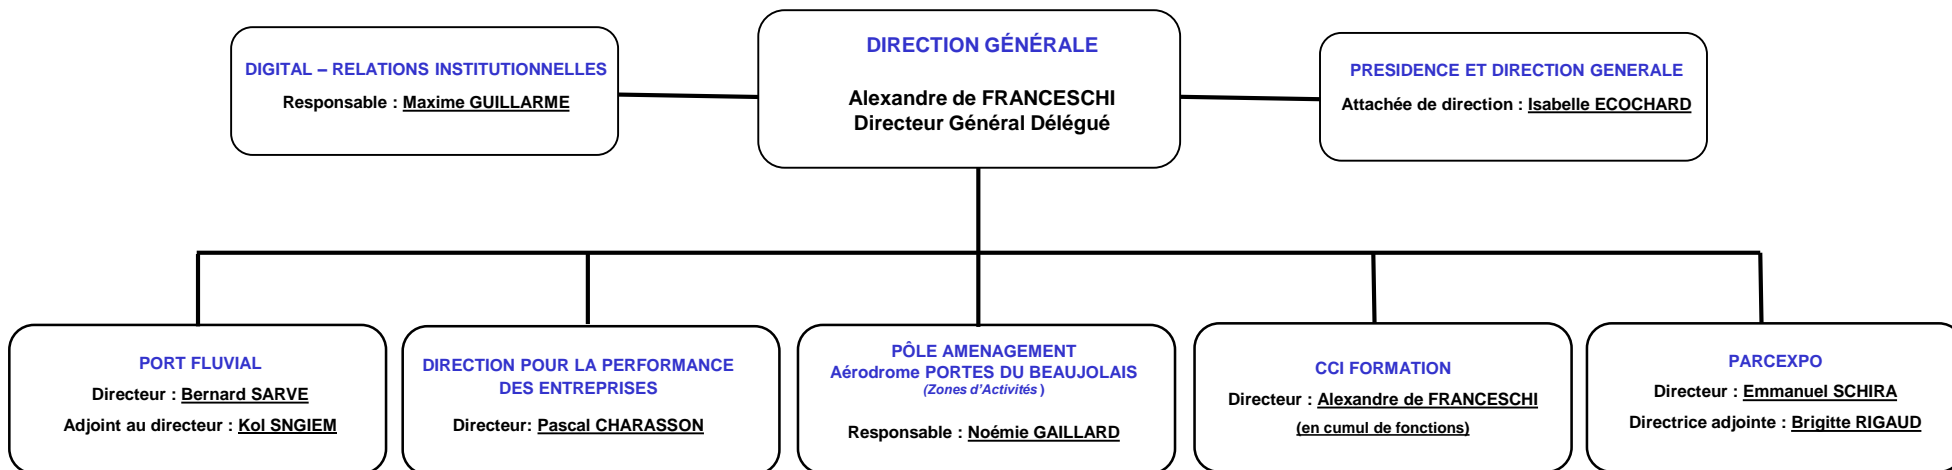 DIRECTION GÉNÉRALE
Alexandre de FRANCESCHI
Directeur Général Délégué
DIGITAL – RELATIONS INSTITUTIONNELLES
Responsable : Maxime GUILLARME
PRESIDENCE ET DIRECTION GENERALE
Attachée de direction : Isabelle ECOCHARD
PORT FLUVIAL
Directeur : Bernard SARVE
Adjoint au directeur : Kol SNGIEM
DIRECTION POUR LA PERFORMANCE
DES ENTREPRISES
Directeur: Pascal CHARASSON
PÔLE AMENAGEMENT
Aérodrome PORTES DU BEAUJOLAIS
(Zones d'Activités )
Responsable : Noémie GAILLARD
CCI FORMATION
Directeur : Alexandre de FRANCESCHI
(en cumul de fonctions)
PARCEXPO
Directeur : Emmanuel SCHIRA
Directrice adjointe : Brigitte RIGAUD